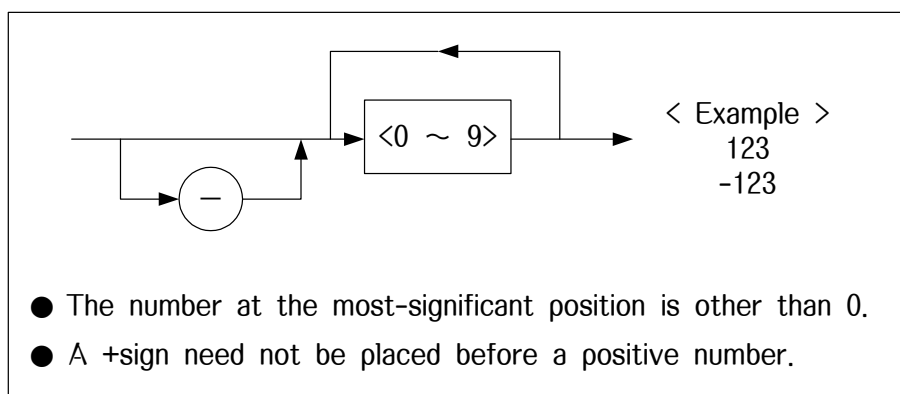 <0 ～ 9>
−
< Example >
123
-123
● The number at the most-significant position is other than 0.
● A +sign need not be placed before a positive number.